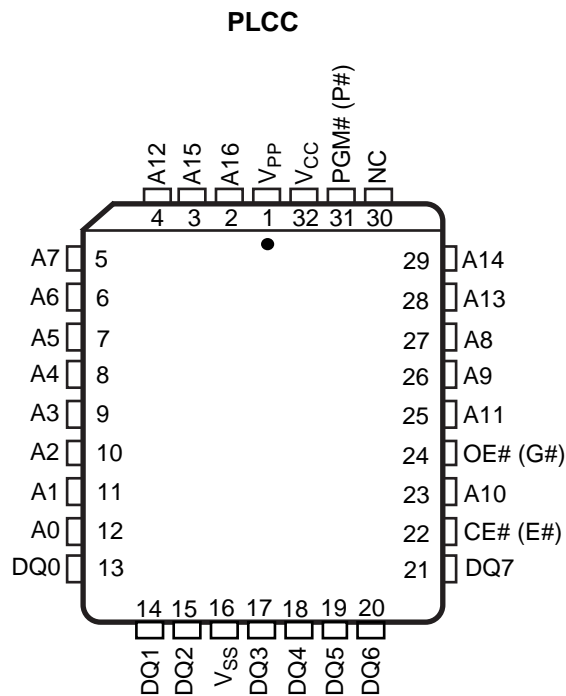 PLCC
A12 A15 A16 VPP VCC PGM# (P#) NC
4 3 2 1 32 31 30
A7 5 29 A14
A6 6 28 A13
A5 7 27 A8
A4 8 26 A9
A3 9 25 A11
A2 10 24 OE# (G#)
A1 11 23 A10
A0 12 22 CE# (E#)
DQ0 13 21 DQ7
14 15 16 17 18 19 20
DQ1 DQ2 VSS DQ3 DQ4 DQ5 DQ6